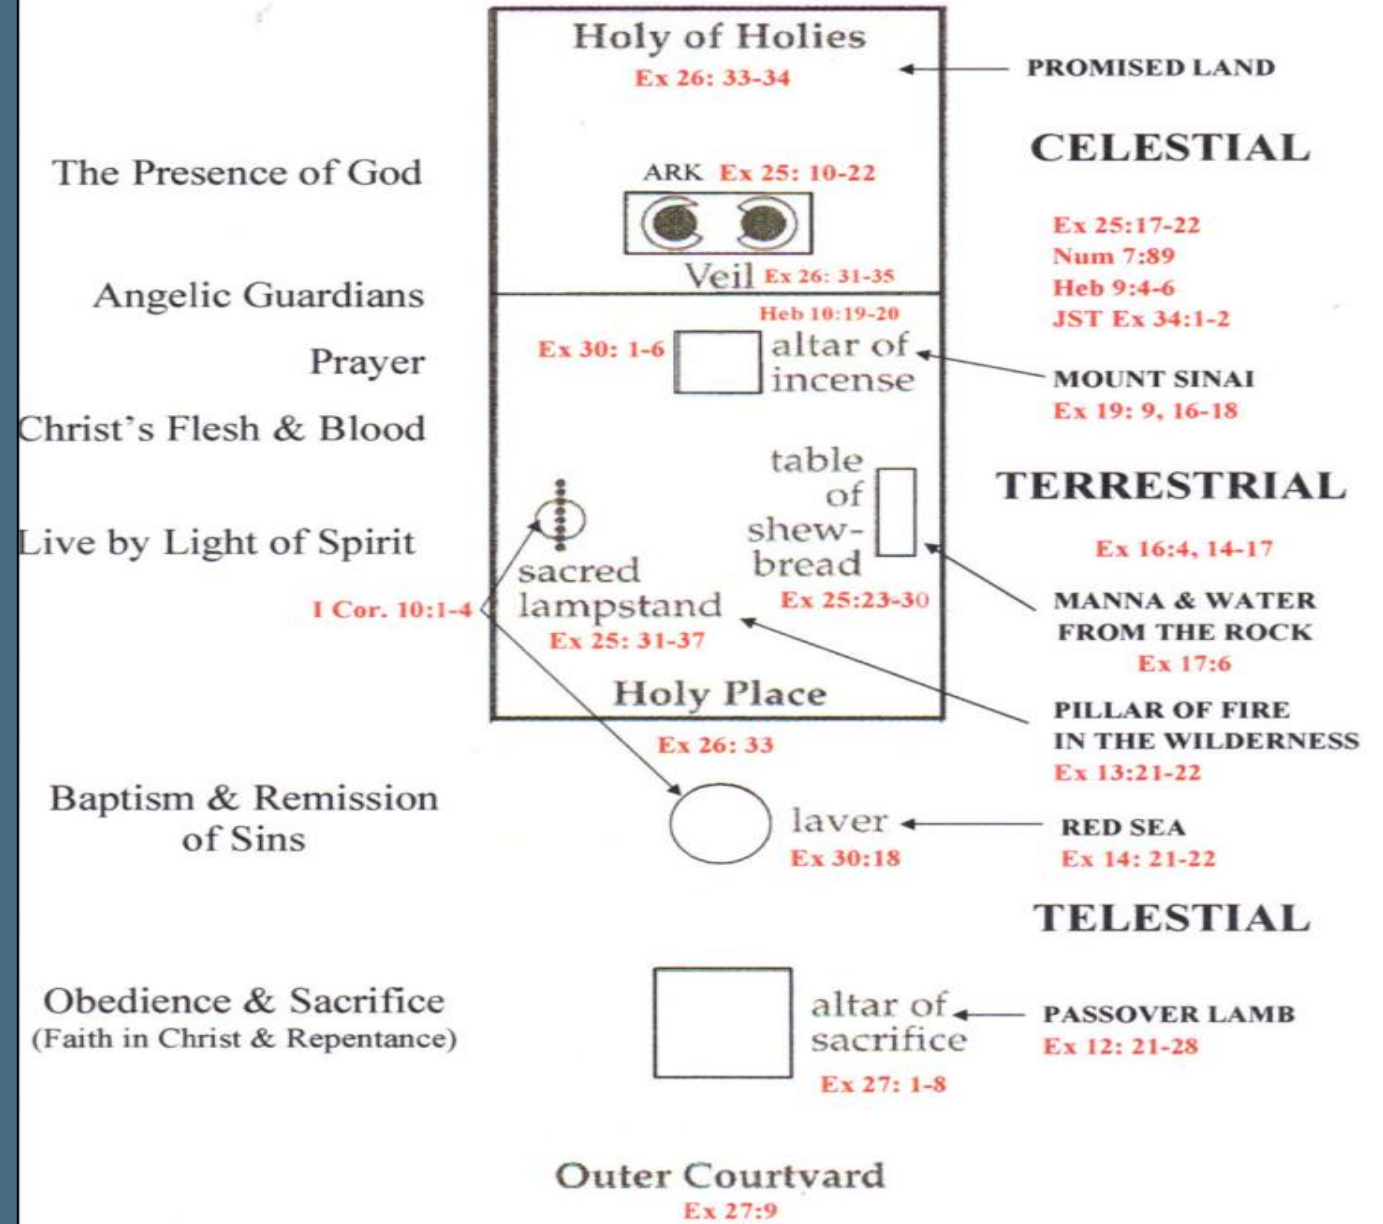 Holy of Holies
Ex 26: 33-34
PROMISED LAND
CELESTIAL
The Presence of God
ARK Ex 25: 10-22
Ex 25:17-22
Num 7:89
Heb 9:4-6
JST Ex 34:1-2
Veil Ex 26: 31-35
Angelic Guardians
Heb 10:19-20
Prayer
Ex 30: 1-6
altar of
incense
MOUNT SINAI
Ex 19: 9, 16-18
Christ's Flesh & Blood
table
of
shew-
bread
Ex 25:23-30
TERRESTRIAL
Ex 16:4, 14-17
MANNA & WATER
FROM THE ROCK
Ex 17:6
Live by Light of Spirit
sacred
lampstand
Ex 25: 31-37
I Cor. 10:1-4
PILLAR OF FIRE
IN THE WILDERNESS
Ex 13:21-22
Holy Place
Ex 26: 33
Baptism & Remission
of Sins
laver
Ex 30:18
RED SEA
Ex 14: 21-22
TELESTIAL
Obedience & Sacrifice
(Faith in Christ & Repentance)
altar of
sacrifice
Ex 27: 1-8
PASSOVER LAMB
Ex 12: 21-28
Outer Courtyard
Ex 27:9